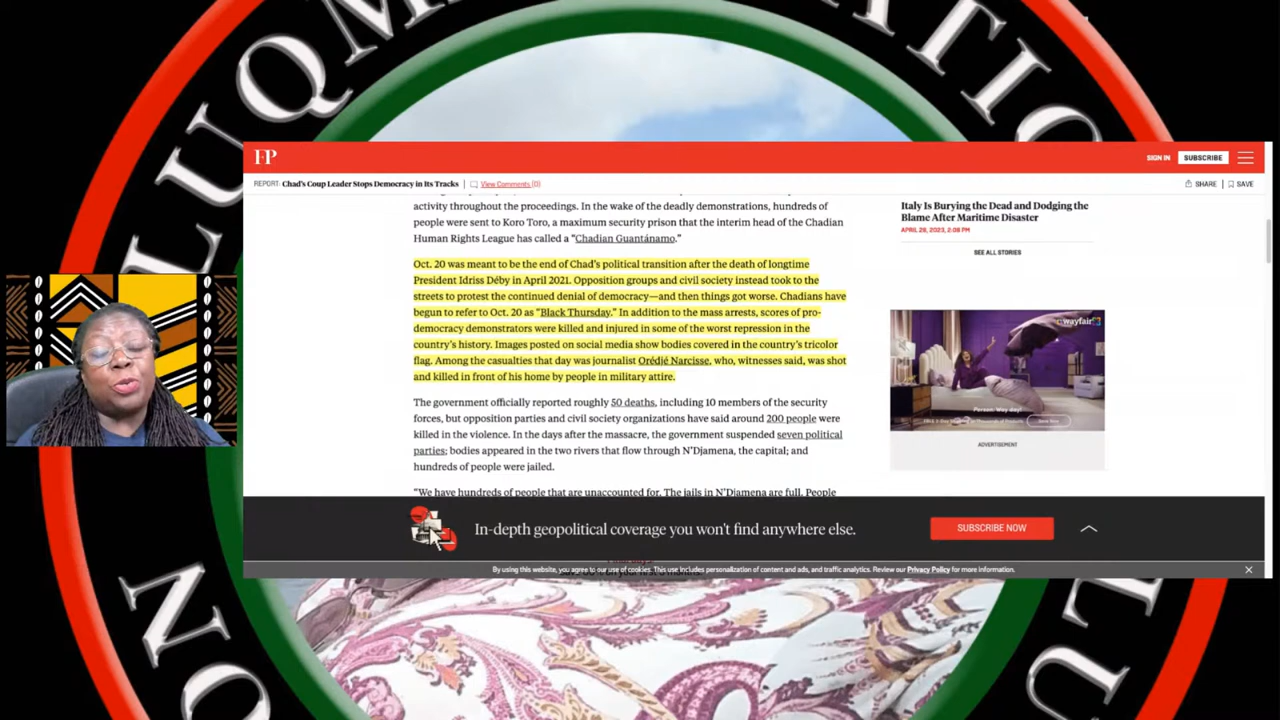 LUQM
ATIO
FP
SIGN IN SUBSCRIBE
REPORT: Chad's Coup Leader Stops Democracy in Its Tracks View Comments (0)
SHARE SAVE
activity throughout the proceedings. In the wake of the deadly demonstrations, hundreds of
people were sent to Koro Toro, a maximum security prison that the interim head of the Chadian
Human Rights League has called a “Chadian Guantánamo.”
Oct. 20 was meant to be the end of Chad's political transition after the death of longtime
President Idriss Déby in April 2021. Opposition groups and civil society instead took to the
streets to protest the continued denial of democracy—and then things got worse. Chadians have
begun to refer to Oct. 20 as “Black Thursday.” In addition to the mass arrests, scores of pro-
democracy demonstrators were killed and injured in some of the worst repression in the
country's history. Images posted on social media show bodies covered in the country's tricolor
flag. Among the casualties that day was journalist Orédjé Narcisse, who, witnesses said, was shot
and killed in front of his home by people in military attire.
The government officially reported roughly 50 deaths, including 10 members of the security
forces, but opposition parties and civil society organizations have said around 200 people were
killed in the violence. In the days after the massacre, the government suspended seven political
parties; bodies appeared in the two rivers that flow through N'Djamena, the capital; and
hundreds of people were jailed.
“We have hundreds of people that are unaccounted for. The jails in N'Djamena are full. People
Italy Is Burying the Dead and Dodging the
Blame After Maritime Disaster
APRIL 28, 2023, 2:08 PM
SEE ALL STORIES
wayfair
ADVERTISEMENT
In-depth geopolitical coverage you won't find anywhere else.
SUBSCRIBE NOW
By using this website, you agree to our use of cookies. This use includes personalization of content and ads, and traffic analytics. Review our Privacy Policy for more information.